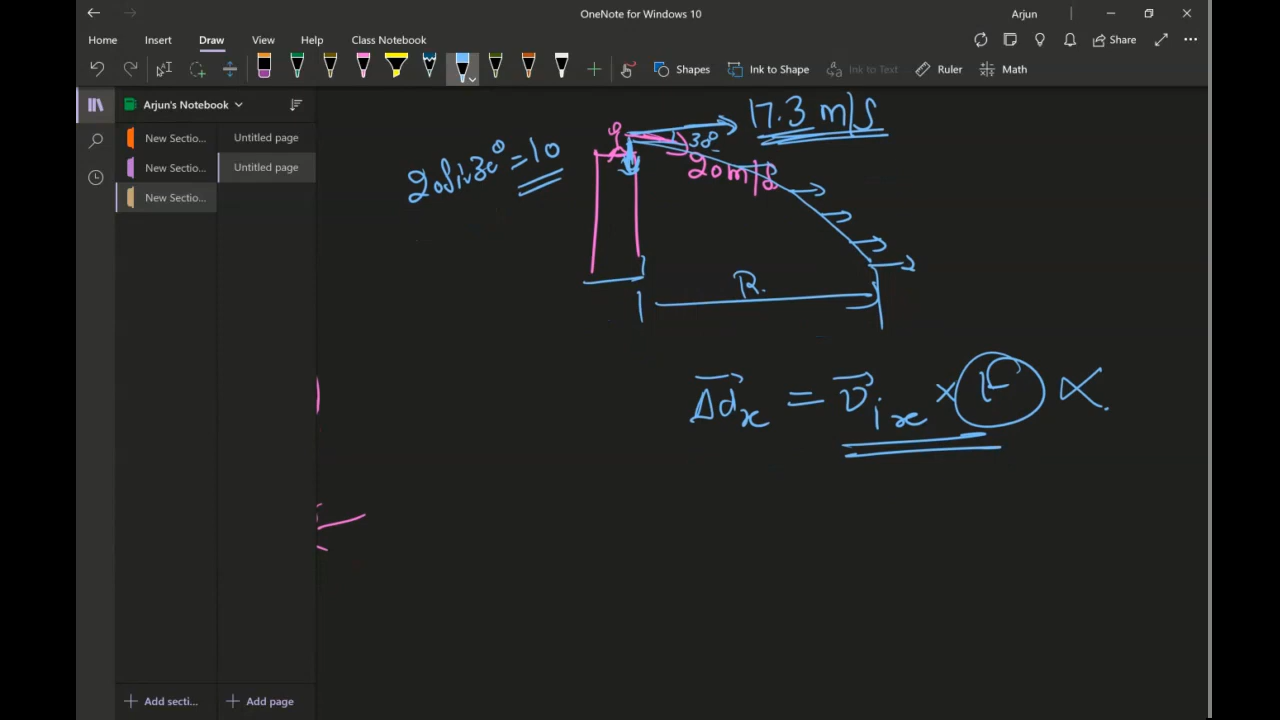 OneNote for Windows 10
Arjun
Home Insert Draw View Help Class Notebook
Share
Shapes Ink to Shape Ink to Text Ruler Math
Arjun's Notebook
New Sectio...
New Sectio...
New Sectio...
Untitled page
Untitled page
17.3 m/s
20 Sin 30° = 10
30°
20 m/s
R.
Δd x = v i x × t
Add secti...
Add page